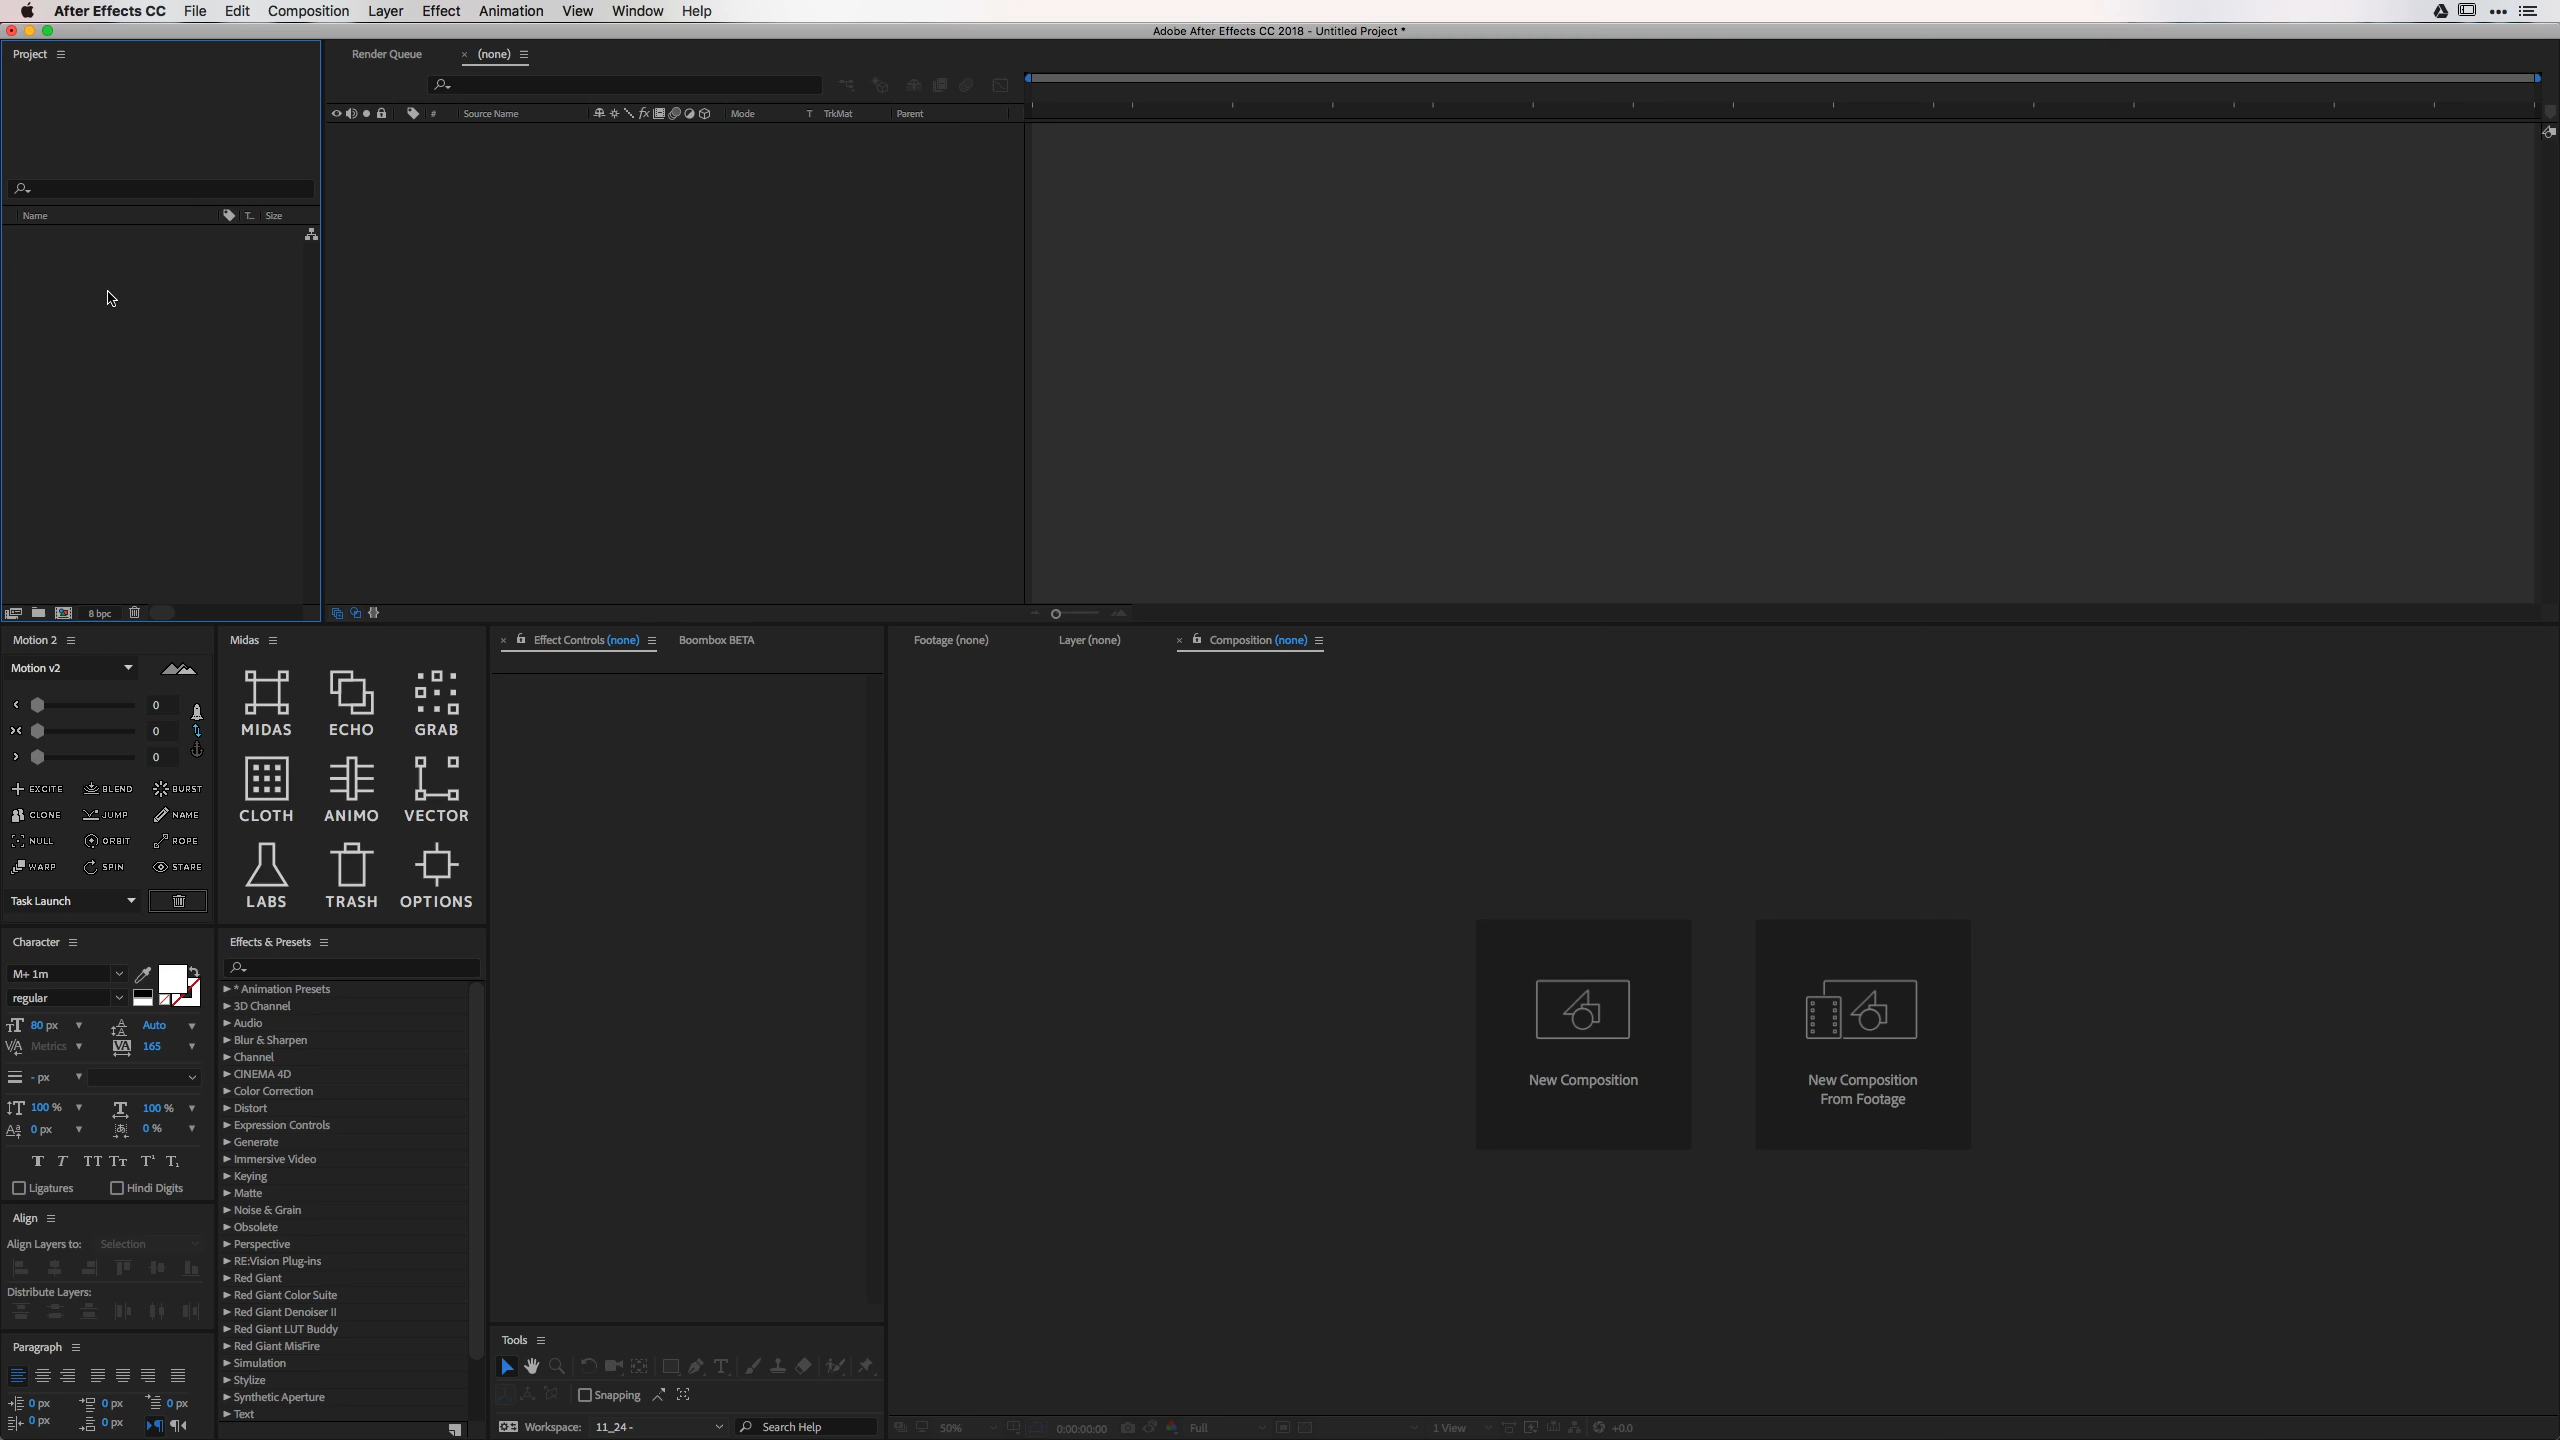 After Effects CC File Edit Composition Layer Effect Animation View Window Help
Adobe After Effects CC 2018 - Untitled Project *
Project
Render Queue × (none)
# Source Name fx Mode T TrkMat Parent
Name T... Size
8 bpc
Motion 2
Motion v2
0
0
0
EXCITE BLEND BURST
CLONE JUMP NAME
NULL ORBIT ROPE
WARP SPIN STARE
Task Launch
Midas
MIDAS ECHO GRAB
CLOTH ANIMO VECTOR
LABS TRASH OPTIONS
× Effect Controls (none) Boombox BETA
Footage (none) Layer (none) × Composition (none)
New Composition
New Composition
From Footage
Character
M+ 1m
regular
80 px Auto
Metrics 165
- px
100 % 100 %
0 px 0 %
Ligatures Hindi Digits
Align
Align Layers to: Selection
Distribute Layers:
Paragraph
0 px 0 px 0 px
0 px 0 px
Effects & Presets
* Animation Presets
3D Channel
Audio
Blur & Sharpen
Channel
CINEMA 4D
Color Correction
Distort
Expression Controls
Generate
Immersive Video
Keying
Matte
Noise & Grain
Obsolete
Perspective
RE:Vision Plug-ins
Red Giant
Red Giant Color Suite
Red Giant Denoiser II
Red Giant LUT Buddy
Red Giant MisFire
Simulation
Stylize
Synthetic Aperture
Text
Tools
Snapping
Workspace: 11_24 - Search Help
50% 0:00:00:00 Full 1 View +0.0